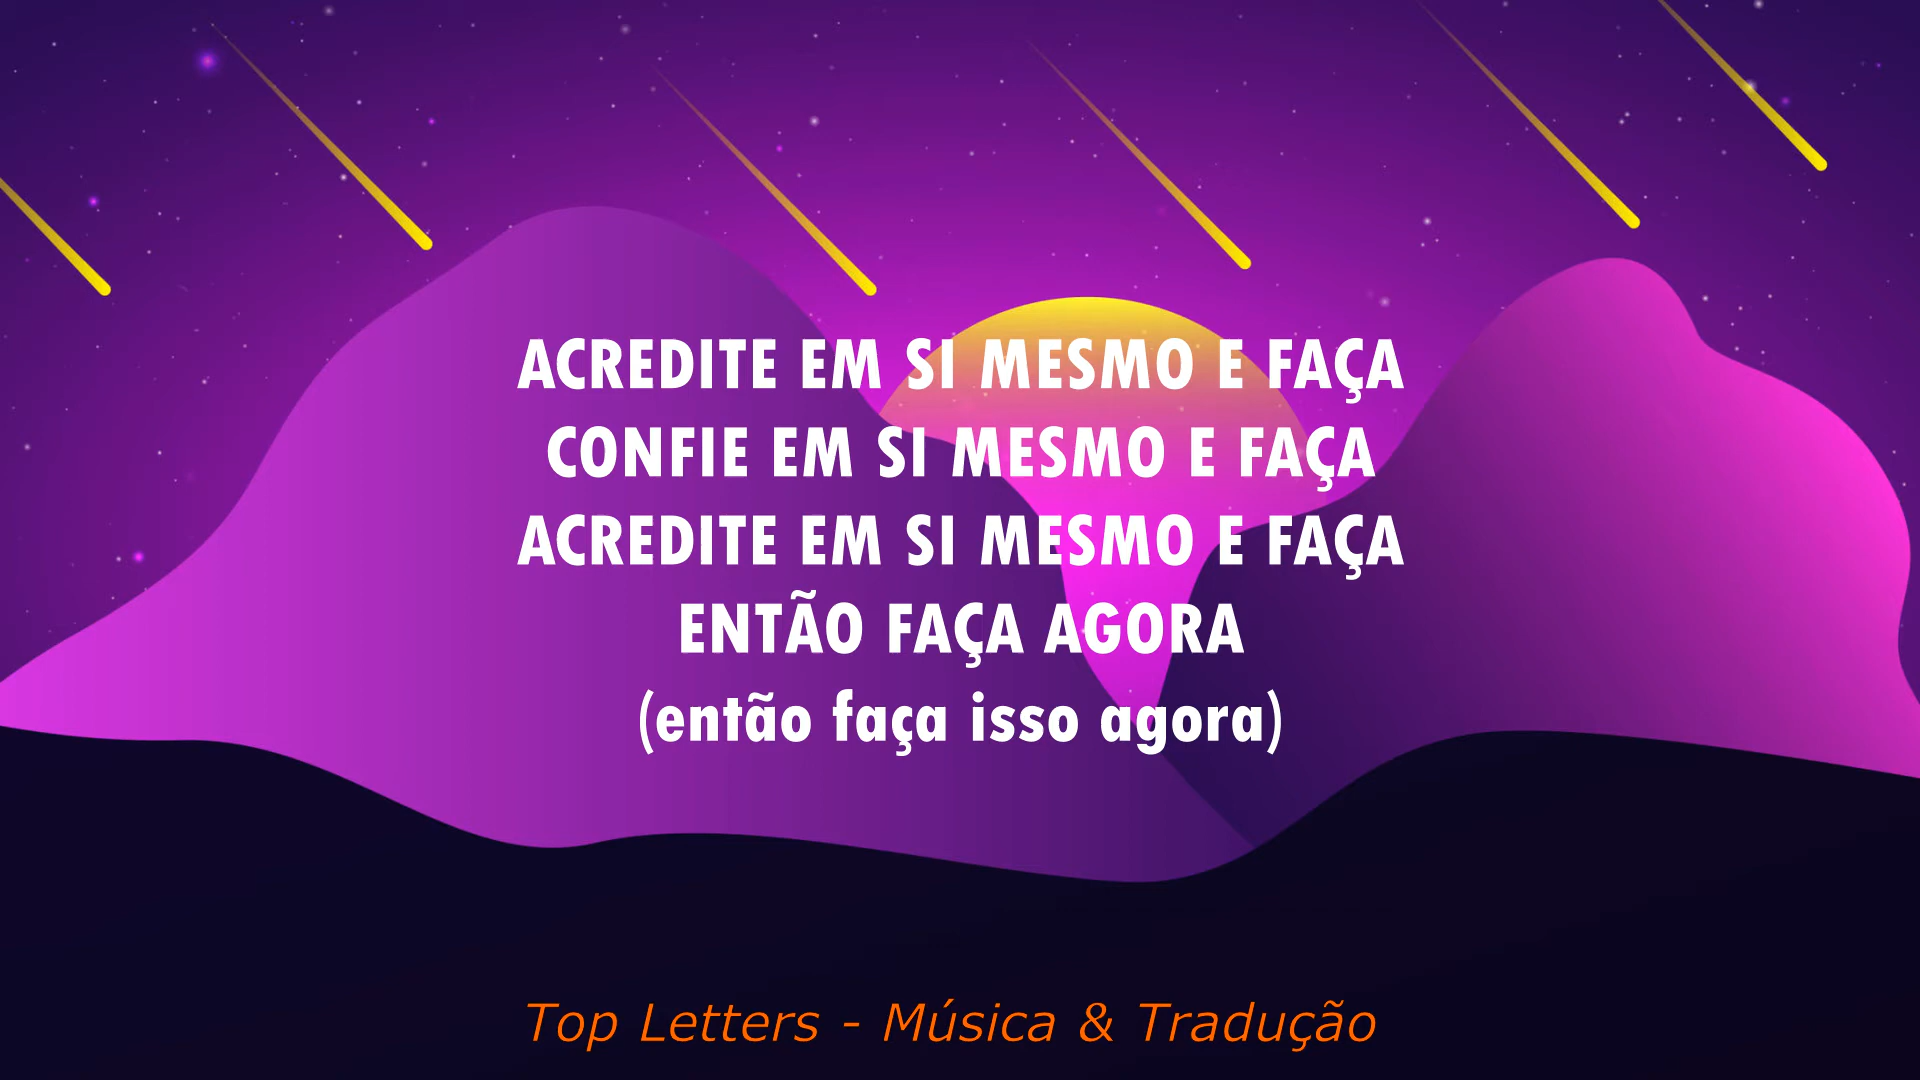 ACREDITE EM SI MESMO E FAÇA
CONFIE EM SI MESMO E FAÇA
ACREDITE EM SI MESMO E FAÇA
ENTÃO FAÇA AGORA
(então faça isso agora)
Top Letters - Música & Tradução